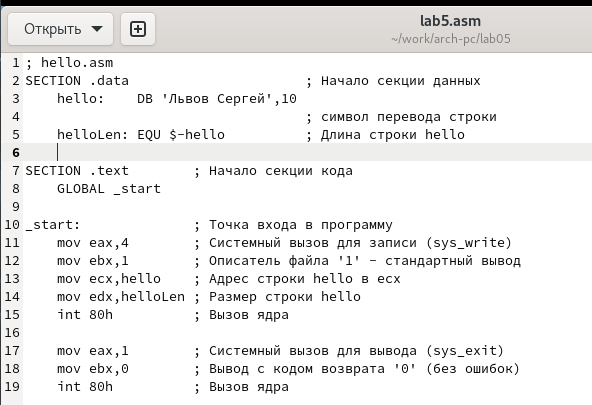 Открыть
lab5.asm
~/work/arch-pc/lab05
1 ; hello.asm
2 SECTION .data ; Начало секции данных
3 hello: DB 'Львов Сергей',10
4 ; символ перевода строки
5 helloLen: EQU $-hello ; Длина строки hello
6
7 SECTION .text ; Начало секции кода
8 GLOBAL _start
9
10 _start: ; Точка входа в программу
11 mov eax,4 ; Системный вызов для записи (sys_write)
12 mov ebx,1 ; Описатель файла '1' - стандартный вывод
13 mov ecx,hello ; Адрес строки hello в ecx
14 mov edx,helloLen ; Размер строки hello
15 int 80h ; Вызов ядра
16
17 mov eax,1 ; Системный вызов для вывода (sys_exit)
18 mov ebx,0 ; Вывод с кодом возврата '0' (без ошибок)
19 int 80h ; Вызов ядра